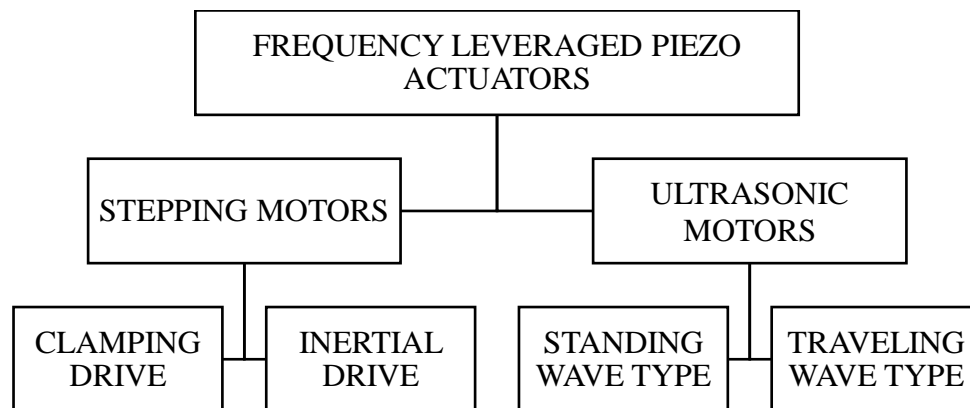 FREQUENCY LEVERAGED PIEZO
ACTUATORS
STEPPING MOTORS
ULTRASONIC
MOTORS
CLAMPING
DRIVE
INERTIAL
DRIVE
STANDING
WAVE TYPE
TRAVELING
WAVE TYPE